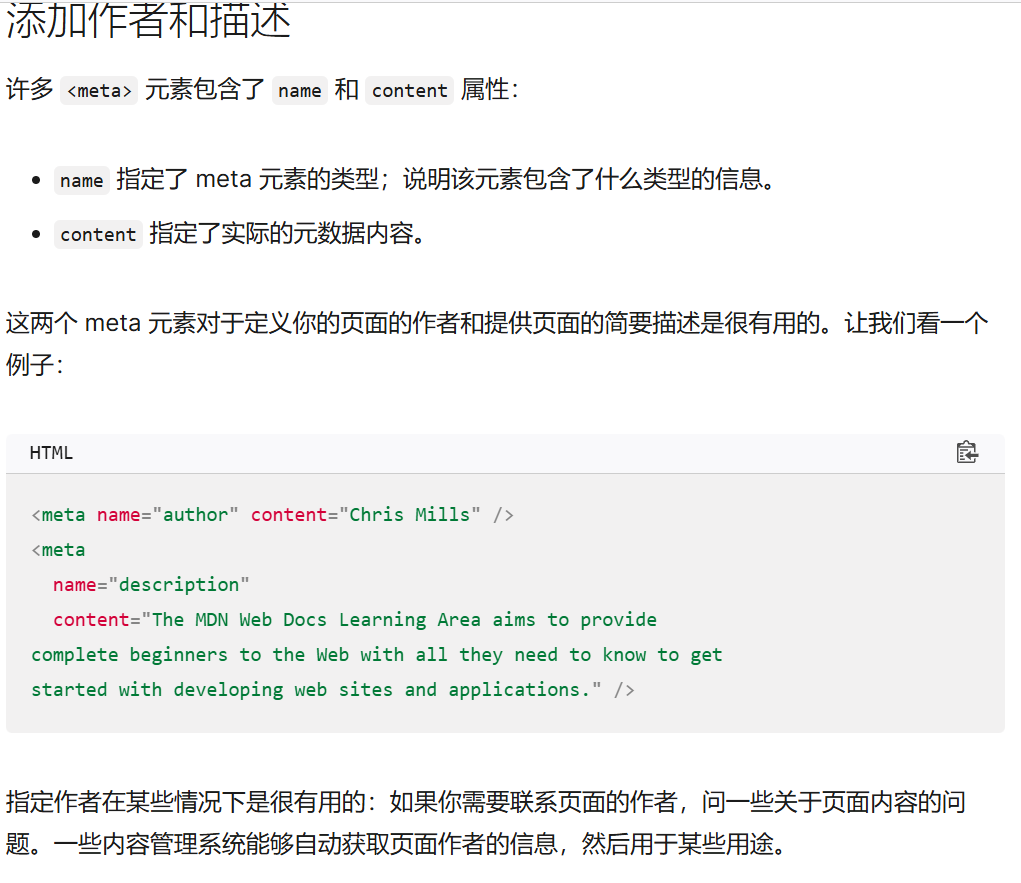 添加作者和描述
许多 <meta> 元素包含了 name 和 content 属性：
• name 指定了 meta 元素的类型；说明该元素包含了什么类型的信息。
• content 指定了实际的元数据内容。
这两个 meta 元素对于定义你的页面的作者和提供页面的简要描述是很有用的。让我们看一个
例子：
HTML
<meta name="author" content="Chris Mills" />
<meta
  name="description"
  content="The MDN Web Docs Learning Area aims to provide
complete beginners to the Web with all they need to know to get
started with developing web sites and applications." />
指定作者在某些情况下是很有用的：如果你需要联系页面的作者，问一些关于页面内容的问
题。一些内容管理系统能够自动获取页面作者的信息，然后用于某些用途。